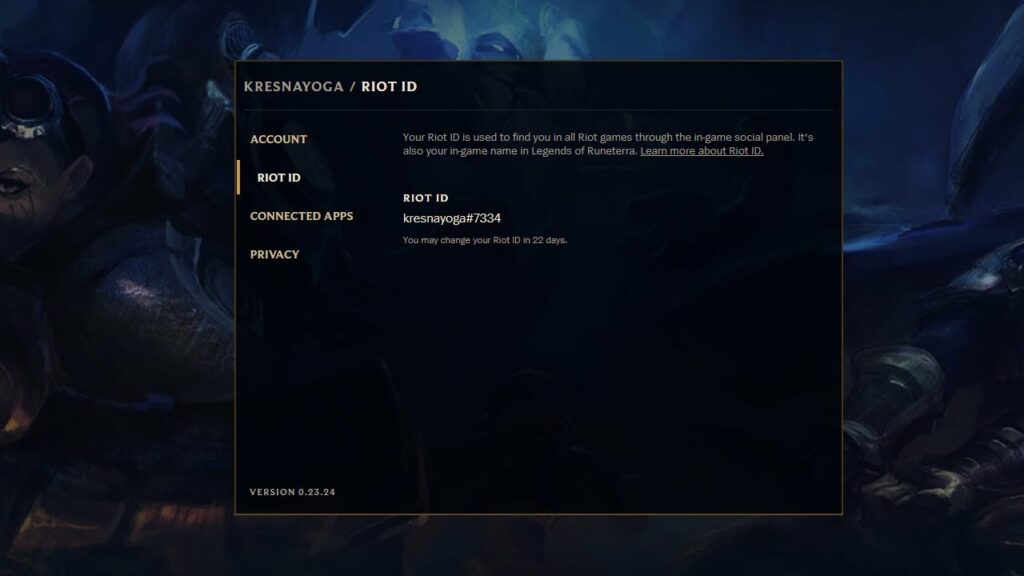 KRESNAYOGA / RIOT ID
ACCOUNT
RIOT ID
CONNECTED APPS
PRIVACY
Your Riot ID is used to find you in all Riot games through the in-game social panel. It's
also your in-game name in Legends of Runeterra. Learn more about Riot ID.
RIOT ID
kresnayoga#7334
You may change your Riot ID in 22 days.
VERSION 0.23.24